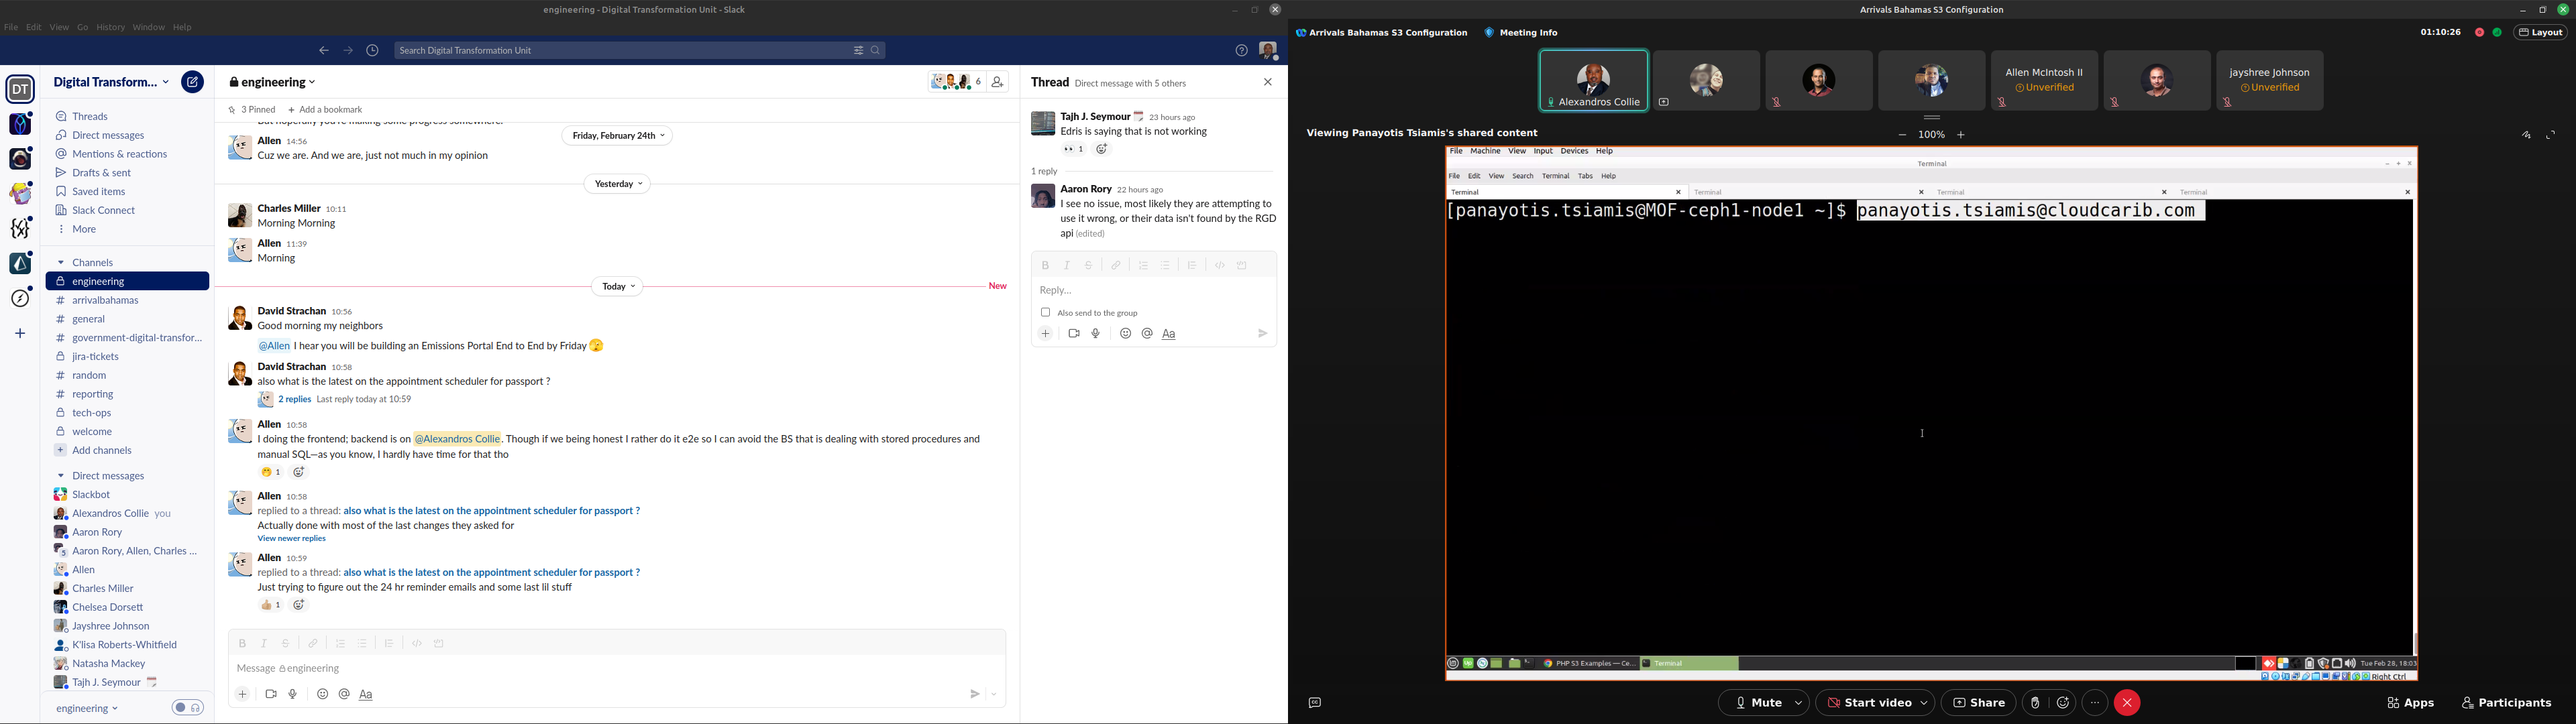 engineering - Digital Transformation Unit - Slack
File Edit View Go History Window Help
Search Digital Transformation Unit
DT
Digital Transform...
Threads
Direct messages
Mentions & reactions
Drafts & sent
Saved items
Slack Connect
More
Channels
engineering
arrivalbahamas
general
government-digital-transfor...
jira-tickets
random
reporting
tech-ops
welcome
Add channels
Direct messages
Slackbot
Alexandros Collie you
Aaron Rory
5 Aaron Rory, Allen, Charles ...
Allen
Charles Miller
Chelsea Dorsett
Jayshree Johnson
K'lisa Roberts-Whitfield
Natasha Mackey
Tajh J. Seymour
engineering
engineering
6
3 Pinned + Add a bookmark
Friday, February 24th
Allen 14:56
Cuz we are. And we are, just not much in my opinion
Yesterday
Charles Miller 10:11
Morning Morning
Allen 11:39
Morning
Today
New
David Strachan 10:56
Good morning my neighbors
@Allen I hear you will be building an Emissions Portal End to End by Friday
David Strachan 10:58
also what is the latest on the appointment scheduler for passport ?
2 replies Last reply today at 10:59
Allen 10:58
I doing the frontend; backend is on @Alexandros Collie. Though if we being honest I rather do it e2e so I can avoid the BS that is dealing with stored procedures and
manual SQL—as you know, I hardly have time for that tho
1
Allen 10:58
replied to a thread: also what is the latest on the appointment scheduler for passport ?
Actually done with most of the last changes they asked for
View newer replies
Allen 10:59
replied to a thread: also what is the latest on the appointment scheduler for passport ?
Just trying to figure out the 24 hr reminder emails and some last lil stuff
1
Message engineering
Aa
Thread Direct message with 5 others
Tajh J. Seymour 23 hours ago
Edris is saying that is not working
1
1 reply
Aaron Rory 22 hours ago
I see no issue, most likely they are attempting to
use it wrong, or their data isn't found by the RGD
api (edited)
Reply...
Also send to the group
Aa
Arrivals Bahamas S3 Configuration
Arrivals Bahamas S3 Configuration Meeting Info
01:10:26 Layout
Alexandros Collie
Allen McIntosh II
Unverified
jayshree Johnson
Unverified
Viewing Panayotis Tsiamis's shared content
100%
File Machine View Input Devices Help
Terminal
File Edit View Search Terminal Tabs Help
Terminal Terminal Terminal Terminal
[panayotis.tsiamis@MOF-ceph1-node1 ~]$ panayotis.tsiamis@cloudcarib.com
PHP S3 Examples — Ce... Terminal
Tue Feb 28, 18:03
Right Ctrl
Mute Start video Share
Apps Participants